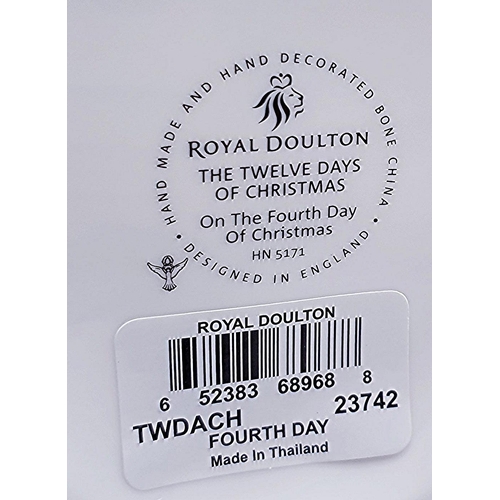 • HAND MADE AND HAND DECORATED BONE CHINA •
ROYAL DOULTON
THE TWELVE DAYS
OF CHRISTMAS
On The Fourth Day
Of Christmas
HN 5171
DESIGNED IN ENGLAND
ROYAL DOULTON
6 52383 68968 8
TWDACH 23742
FOURTH DAY
Made In Thailand